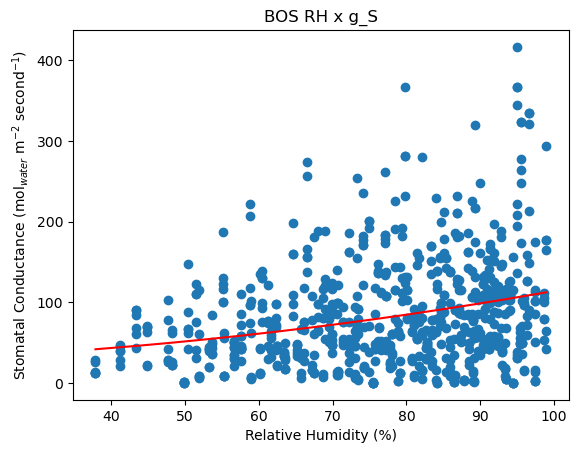 BOS RH x g_S
Stomatal Conductance (mol_water m⁻² second⁻¹)
400
300
200
100
0
40 50 60 70 80 90 100
Relative Humidity (%)